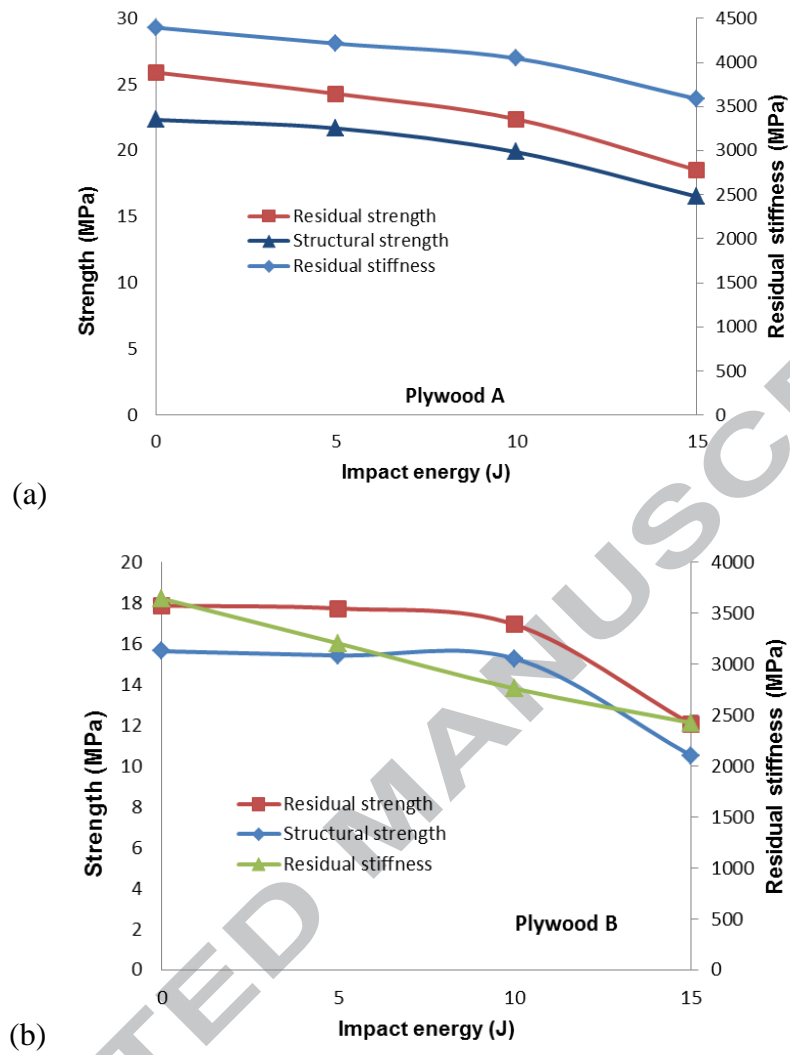 30
25
20
15
10
5
0
Strength (MPa)
4500
4000
3500
3000
2500
2000
1500
1000
500
0
Residual stiffness (MPa)
Residual strength
Structural strength
Residual stiffness
Plywood A
0 5 10 15
Impact energy (J)
(a)
20
18
16
14
12
10
8
6
4
2
0
Strength (MPa)
4000
3500
3000
2500
2000
1500
1000
500
0
Residual stiffness (MPa)
Residual strength
Structural strength
Residual stiffness
Plywood B
0 5 10 15
Impact energy (J)
(b)
TED MANUSC